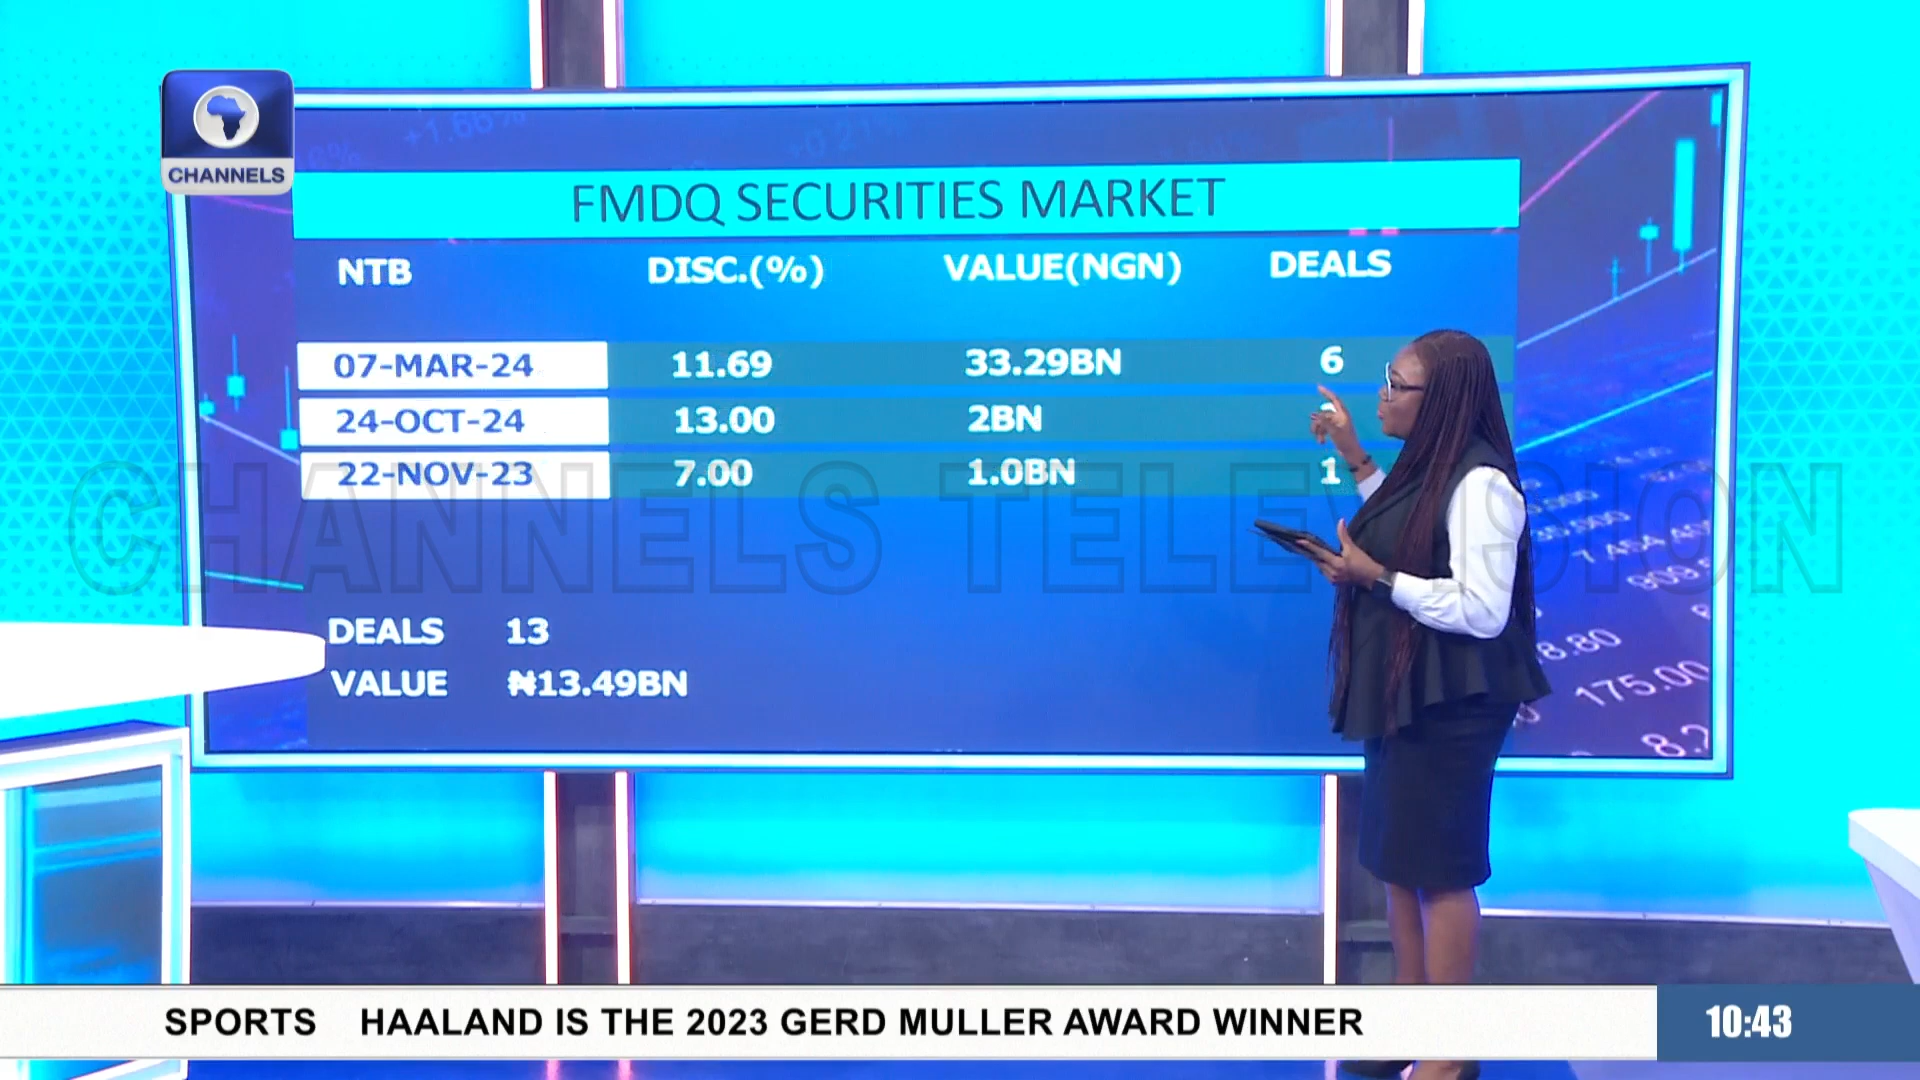 CHANNELS
FMDQ SECURITIES MARKET
NTB DISC.(%) VALUE(NGN) DEALS
07-MAR-24 11.69 33.29BN 6
24-OCT-24 13.00 2BN
22-NOV-23 7.00 1.0BN 1
CHANNELS TELEVISION
DEALS 13
VALUE ₦13.49BN
175.00
SPORTS HAALAND IS THE 2023 GERD MULLER AWARD WINNER
10:43